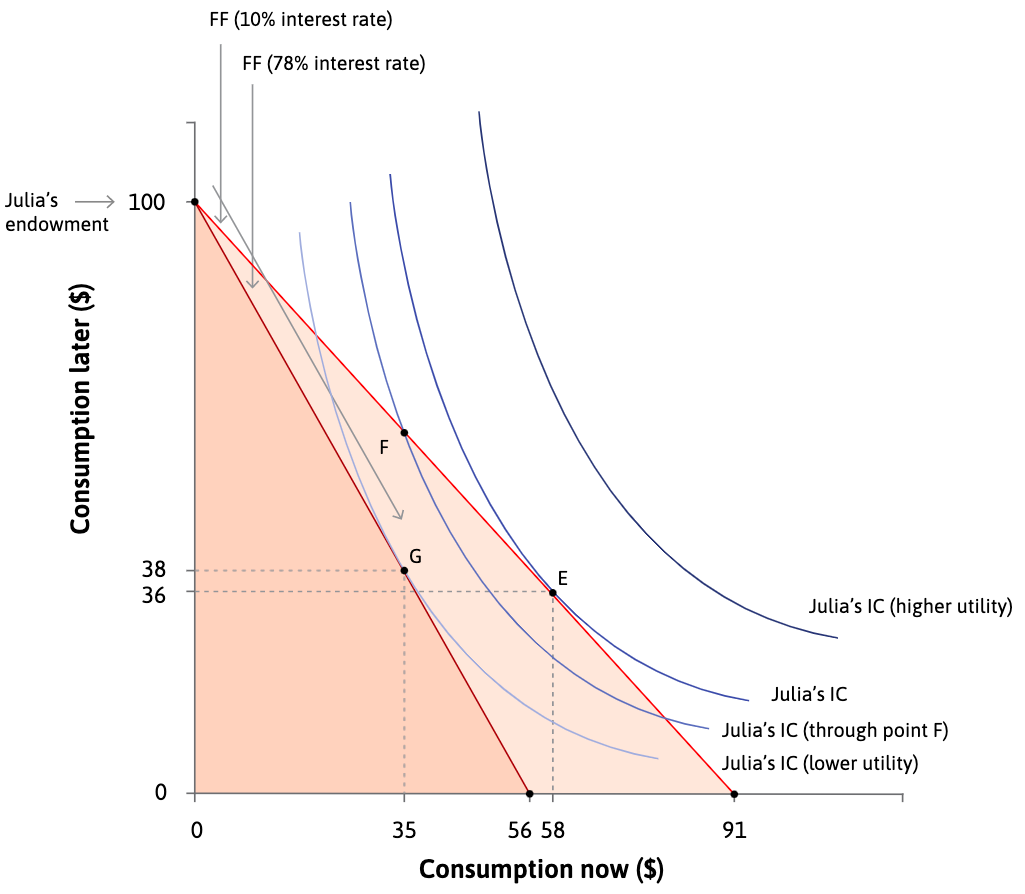 FF (10% interest rate)
FF (78% interest rate)
Julia's
endowment
100
Consumption later ($)
F
G
E
38
36
Julia's IC (higher utility)
Julia's IC
Julia's IC (through point F)
Julia's IC (lower utility)
0
0
35
56
58
91
Consumption now ($)